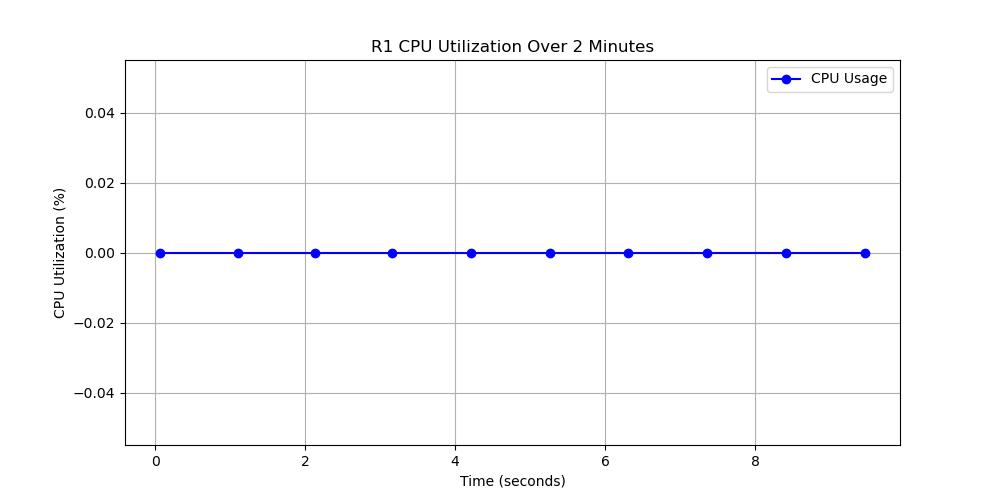 R1 CPU Utilization Over 2 Minutes
CPU Usage
CPU Utilization (%)
0.04
0.02
0.00
−0.02
−0.04
0 2 4 6 8
Time (seconds)